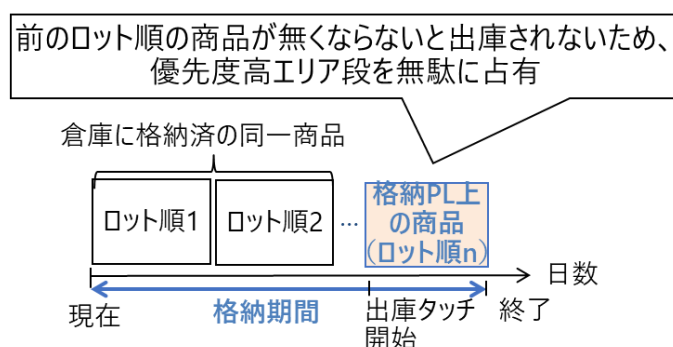 前のロット順の商品が無くならないと出庫されないため、
優先度高エリア段を無駄に占有
倉庫に格納済の同一商品
ロット順1
ロット順2
…
格納PL上
の商品
(ロット順n)
日数
現在
格納期間
出庫タッチ
開始
終了